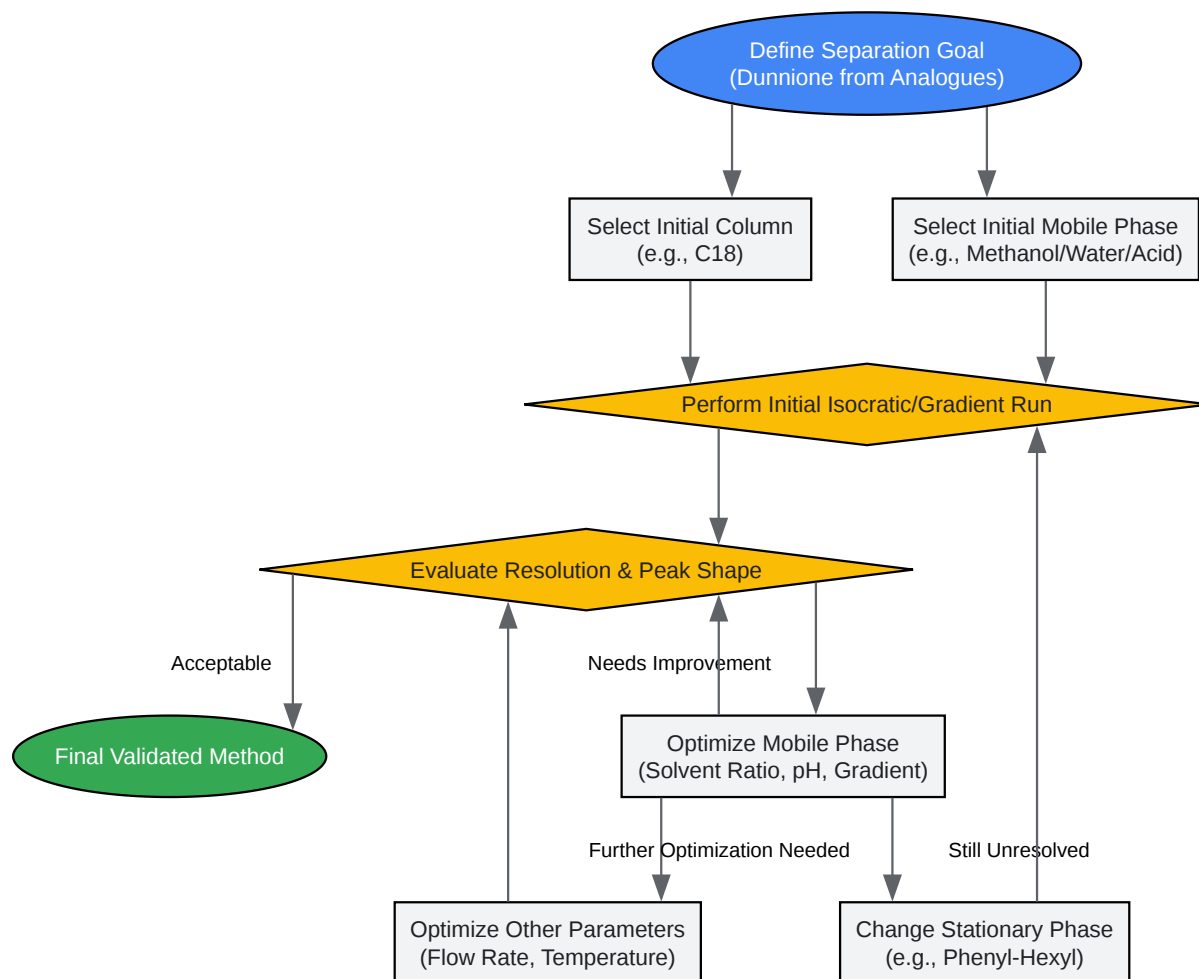 Define Separation Goal
(Dunnione from Analogues)
Select Initial Column
(e.g., C18)
Select Initial Mobile Phase
(e.g., Methanol/Water/Acid)
Perform Initial Isocratic/Gradient Run
Evaluate Resolution & Peak Shape
Acceptable
Needs Improvement
Final Validated Method
Optimize Mobile Phase
(Solvent Ratio, pH, Gradient)
Further Optimization Needed
Still Unresolved
Optimize Other Parameters
(Flow Rate, Temperature)
Change Stationary Phase
(e.g., Phenyl-Hexyl)